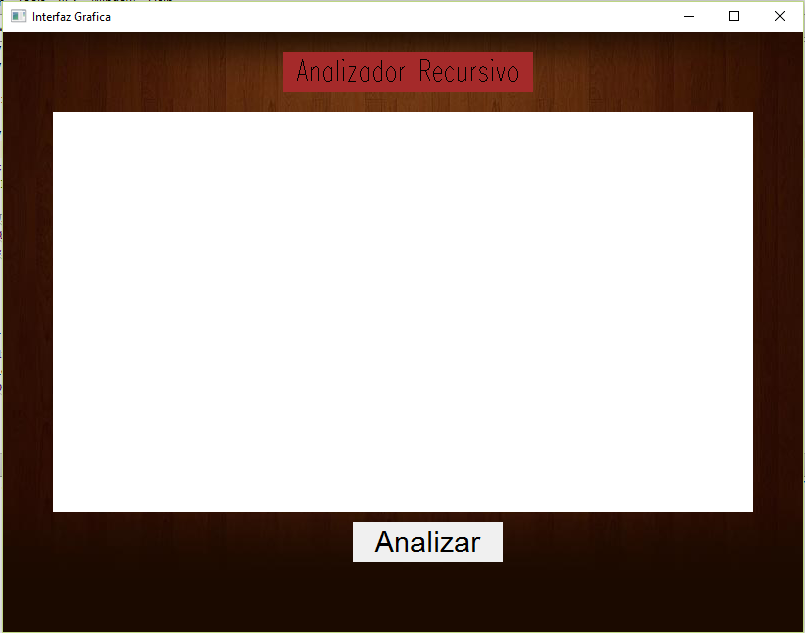 Interfaz Grafica
Analizador Recursivo
Analizar